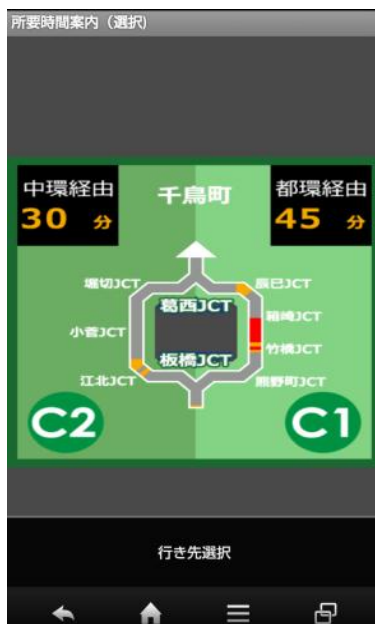 所要時間案内（選択)
中環経由
30 分
千鳥町
都環経由
45 分
堀切JCT
辰巳JCT
葛西JCT
箱崎JCT
小菅JCT
竹橋JCT
板橋JCT
江北JCT
熊野町JCT
C2
C1
行き先選択